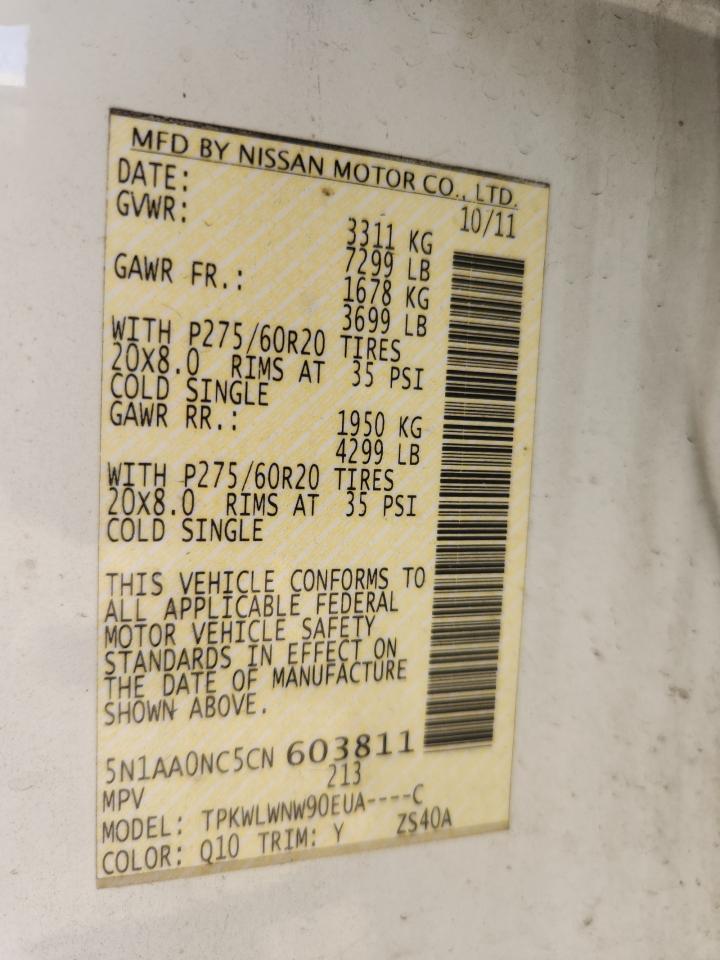 MFD BY NISSAN MOTOR CO., LTD.
DATE: 10/11
GVWR: 3311 KG
7299 LB
GAWR FR.: 1678 KG
3699 LB
WITH P275/60R20 TIRES
20X8.0 RIMS AT 35 PSI
COLD SINGLE
GAWR RR.: 1950 KG
4299 LB
WITH P275/60R20 TIRES
20X8.0 RIMS AT 35 PSI
COLD SINGLE
THIS VEHICLE CONFORMS TO
ALL APPLICABLE FEDERAL
MOTOR VEHICLE SAFETY
STANDARDS IN EFFECT ON
THE DATE OF MANUFACTURE
SHOWN ABOVE.
5N1AA0NC5CN 603811
MPV 213
MODEL: TPKWLWNW90EUA----C
COLOR: Q10 TRIM: Y ZS40A